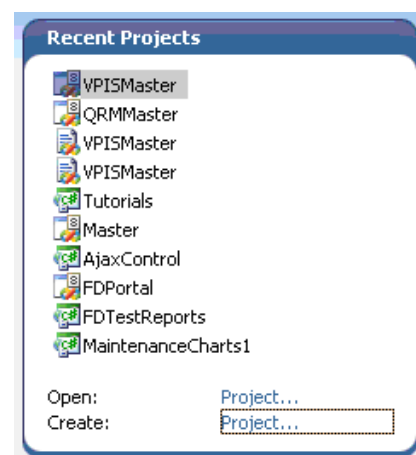 Recent Projects
VPISMaster
QRMMaster
VPISMaster
VPISMaster
Tutorials
Master
AjaxControl
FDPortal
FDTestReports
MaintenanceCharts1
Open: Project...
Create: Project...